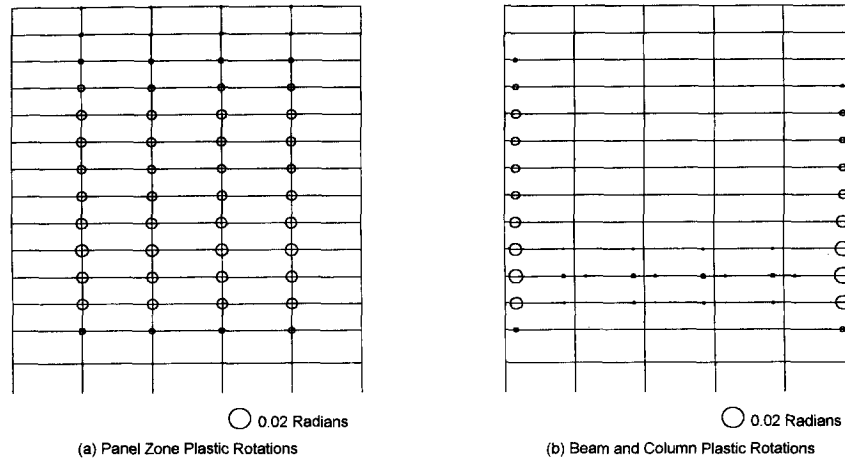 0.02 Radians
0.02 Radians
(a) Panel Zone Plastic Rotations
(b) Beam and Column Plastic Rotations